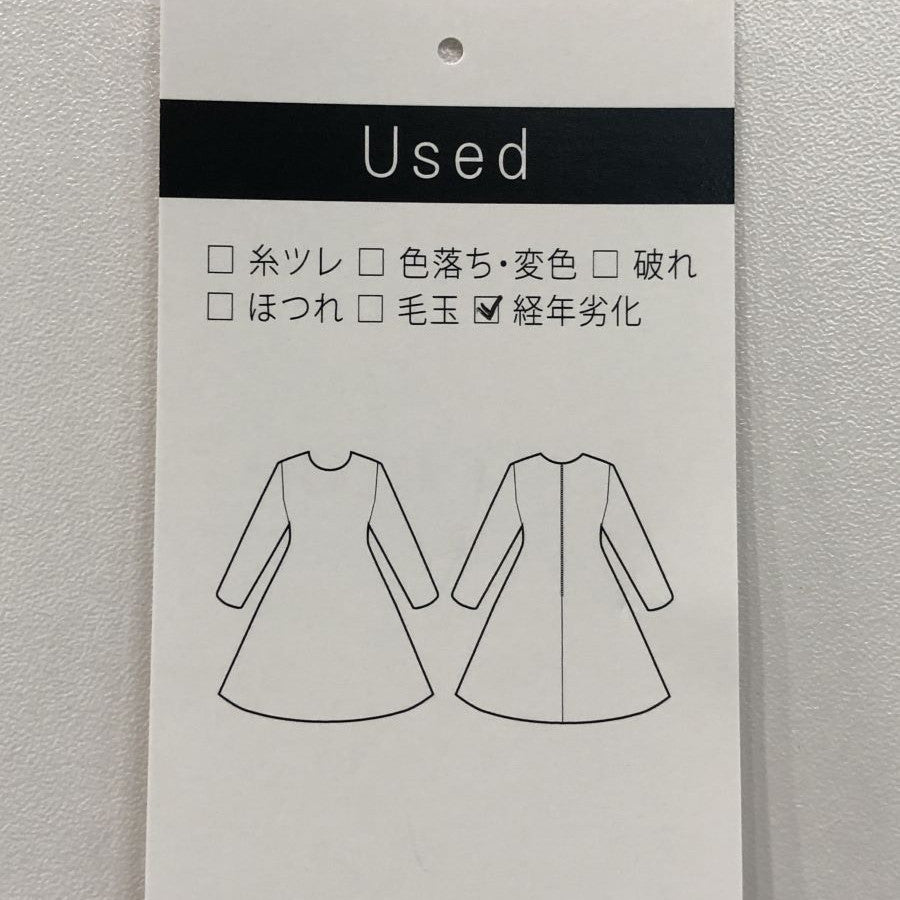 Used
□ 糸ツレ □ 色落ち・変色 □ 破れ
□ ほつれ □ 毛玉 ☑ 経年劣化